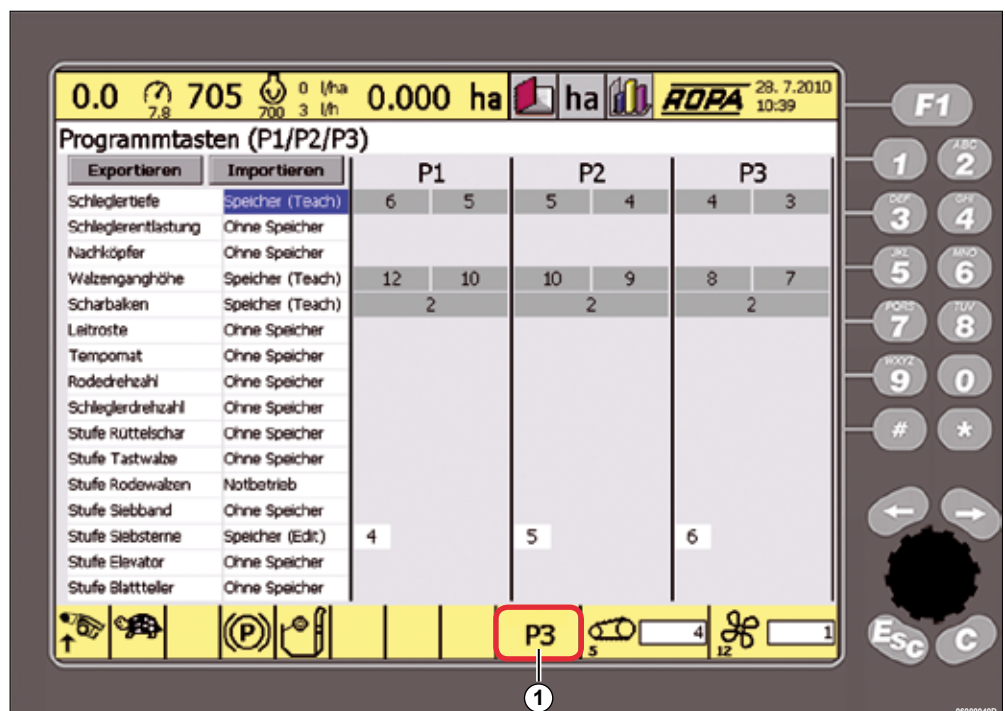 0.0 7.8 705 700 0 l/ha 3 l/h 0.000 ha ha ROPA 28. 7.2010 10:39
Programmtasten (P1/P2/P3)
Exportieren Importieren P1 P2 P3
Schleglertiefe Speicher (Teach) 6 5 5 4 4 3
Schleglerentlastung Ohne Speicher
Nachköpfer Ohne Speicher
Walzenganghöhe Speicher (Teach) 12 10 10 9 8 7
Scharbalken Speicher (Teach) 2 2 2
Leitroste Ohne Speicher
Tempomat Ohne Speicher
Rodedrehzahl Ohne Speicher
Schleglerdrehzahl Ohne Speicher
Stufe Rüttelschar Ohne Speicher
Stufe Tastwalze Ohne Speicher
Stufe Rodewalzen Notbetrieb
Stufe Siebband Ohne Speicher
Stufe Siebsterne Speicher (Edit) 4 5 6
Stufe Elevator Ohne Speicher
Stufe Blattteller Ohne Speicher
P P3 5 4 12 1
1
F1
1 ABC 2
DEF 3 GHI 4
JKL 5 MNO 6
PQRS 7 TUV 8
WXYZ 9 0
# *
Esc C